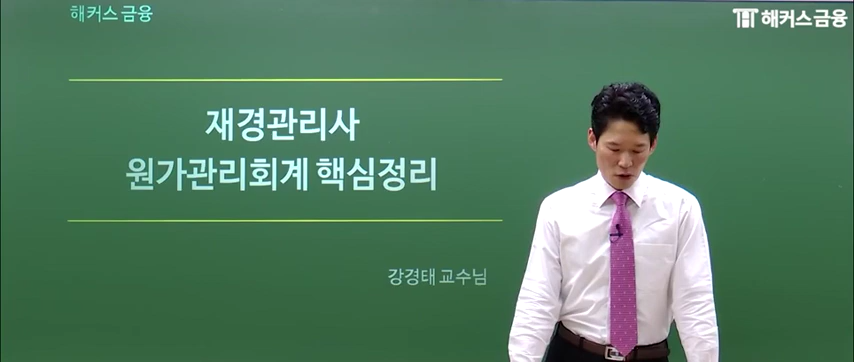 해커스 금융
해커스금융
재경관리사
원가관리회계 핵심정리
강경태 교수님